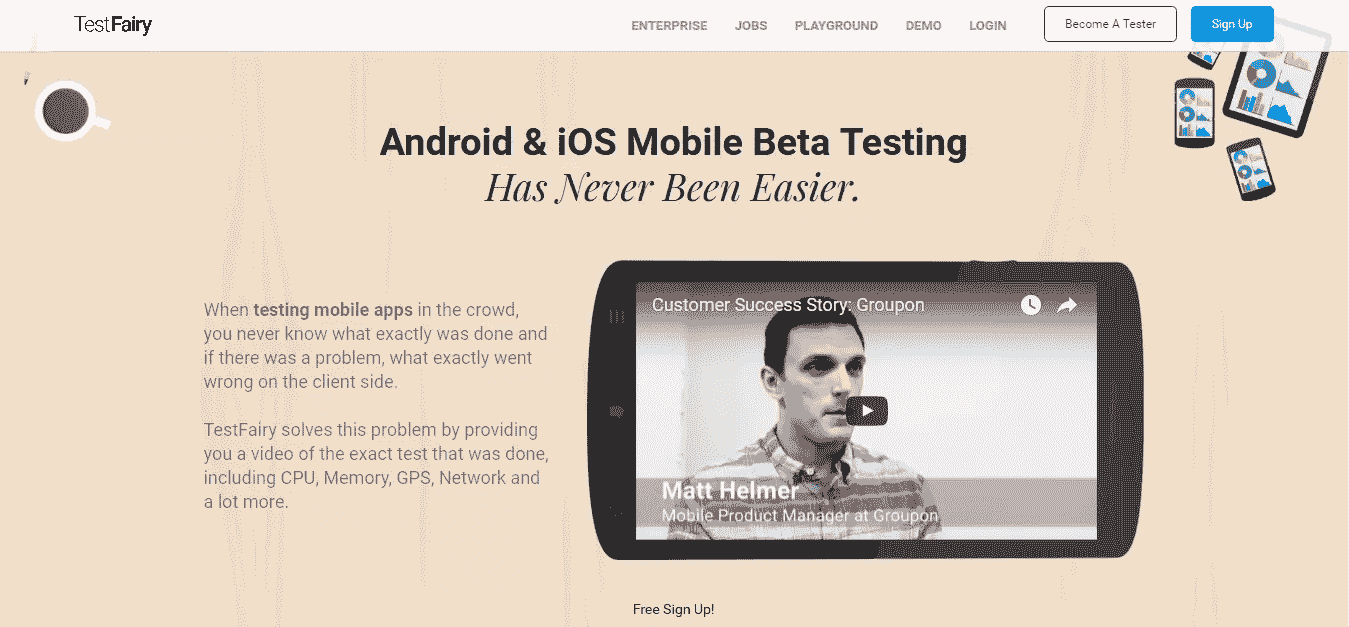 TestFairy
ENTERPRISE JOBS PLAYGROUND DEMO LOGIN Become A Tester Sign Up
Android & iOS Mobile Beta Testing
Has Never Been Easier.
When testing mobile apps in the crowd,
you never know what exactly was done and
if there was a problem, what exactly went
wrong on the client side.
TestFairy solves this problem by providing
you a video of the exact test that was done,
including CPU, Memory, GPS, Network and
a lot more.
Customer Success Story: Groupon
Matt Helmer
Mobile Product Manager at Groupon
Free Sign Up!